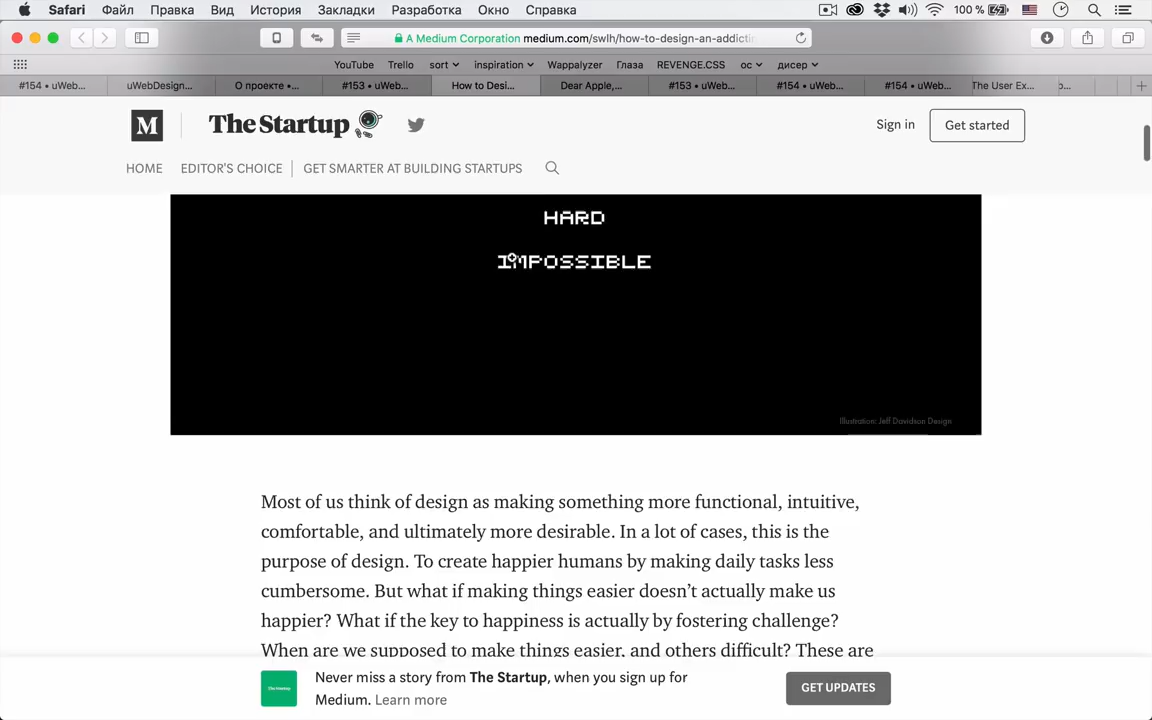 Safari Файл Правка Вид История Закладки Разработка Окно Справка 100 %
A Medium Corporation medium.com/swlh/how-to-design-an-addicti
YouTube Trello sort inspiration Wappalyzer Глаза REVENGE.CSS ос дисер
#154 • uWeb... uWebDesign... О проекте •... #153 • uWeb... How to Desi... Dear Apple,... #153 • uWeb... #154 • uWeb... #154 • uWeb... The User Ex...
M The Startup Sign in Get started
HOME EDITOR'S CHOICE GET SMARTER AT BUILDING STARTUPS
HARD
IMPOSSIBLE
Illustration: Jeff Davidson Design
Most of us think of design as making something more functional, intuitive,
comfortable, and ultimately more desirable. In a lot of cases, this is the
purpose of design. To create happier humans by making daily tasks less
cumbersome. But what if making things easier doesn’t actually make us
happier? What if the key to happiness is actually by fostering challenge?
When are we supposed to make things easier, and others difficult? These are
The Startup
Never miss a story from The Startup, when you sign up for
Medium. Learn more
GET UPDATES